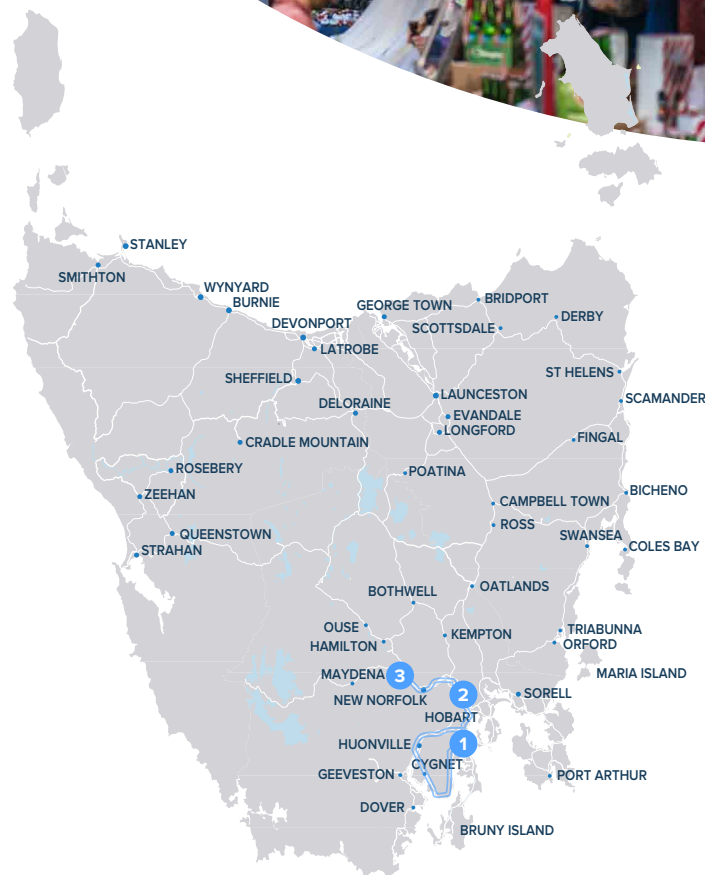 STANLEY
SMITHTON
WYNYARD
BURNIE
GEORGE TOWN
BRIDPORT
DERBY
DEVONPORT
SCOTTSDALE
LATROBE
ST HELENS
SHEFFIELD
LAUNCESTON
SCAMANDER
DELORAINE
EVANDALE
LONGFORD
FINGAL
CRADLE MOUNTAIN
ROSEBERY
POATINA
ZEEHAN
BICHENO
CAMPBELL TOWN
ROSS
QUEENSTOWN
SWANSEA
STRAHAN
COLES BAY
OATLANDS
BOTHWELL
OUSE
KEMPTON
TRIABUNNA
HAMILTON
ORFORD
MAYDENA
3
MARIA ISLAND
NEW NORFOLK
2
SORELL
HOBART
HUONVILLE
1
CYGNET
GEEVESTON
PORT ARTHUR
DOVER
BRUNY ISLAND